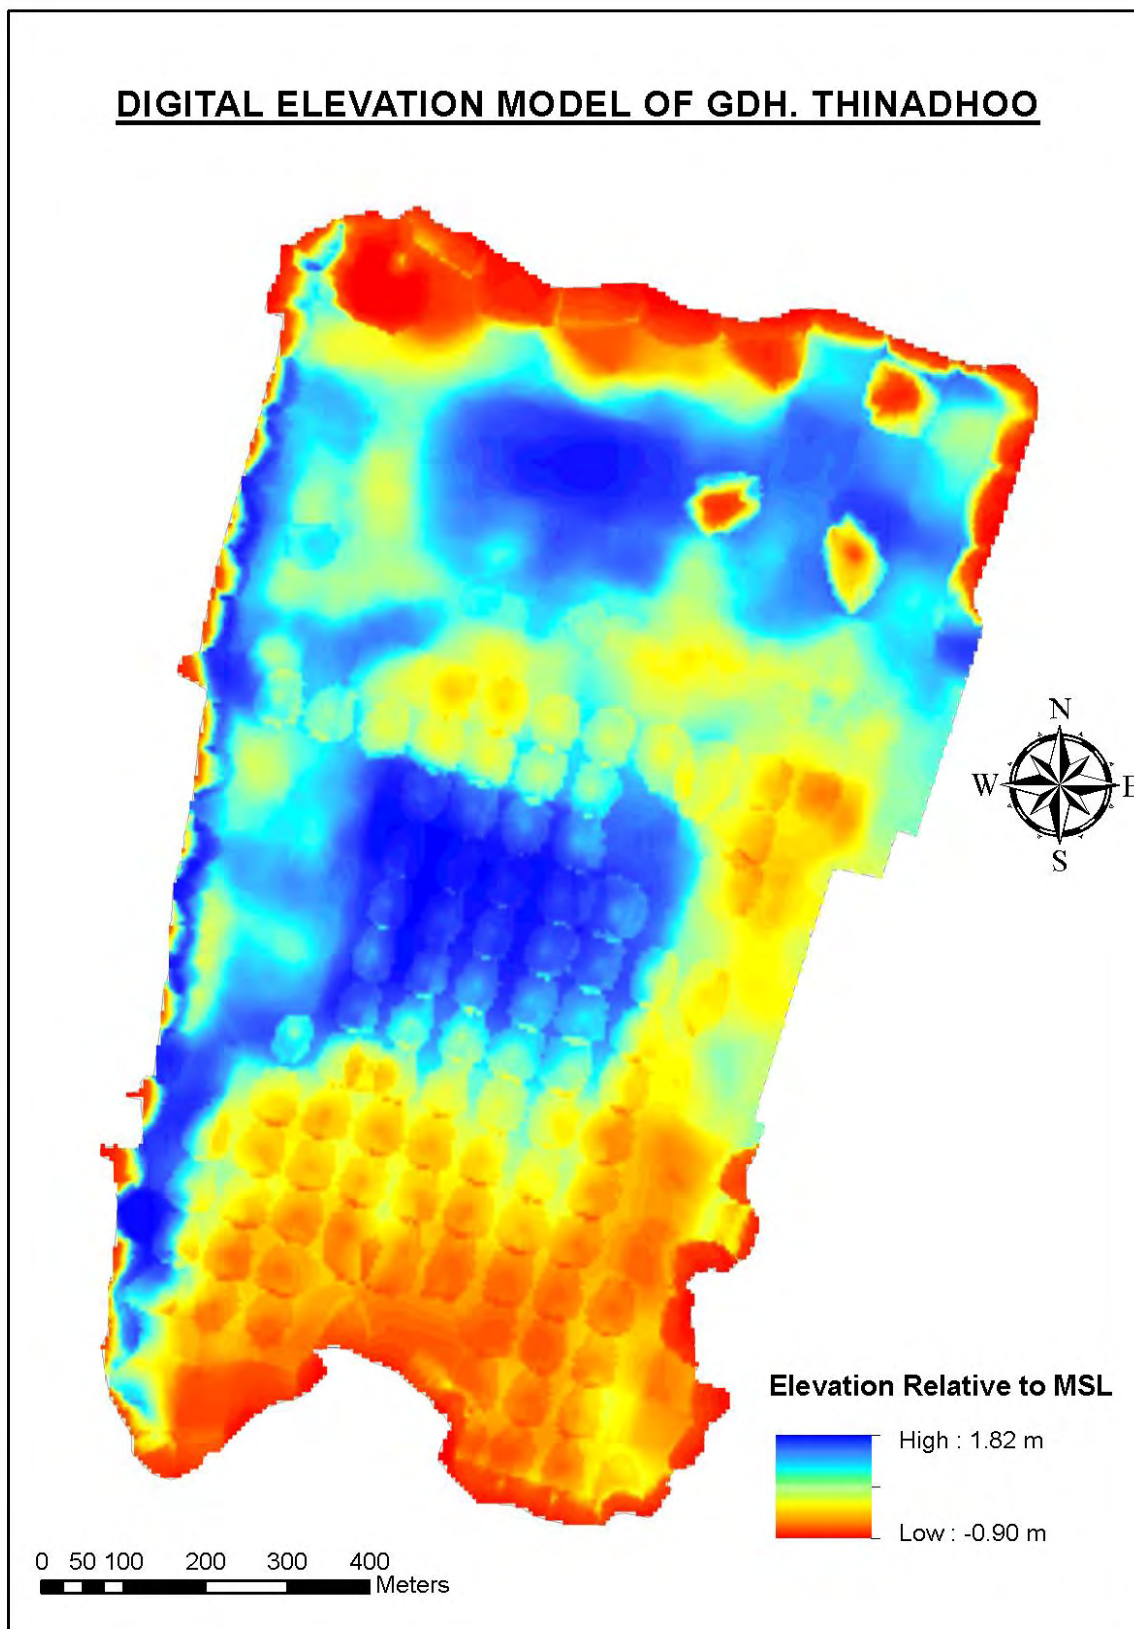 DIGITAL ELEVATION MODEL OF GDH. THINADHOO
N
W E
S
Elevation Relative to MSL
High : 1.82 m
Low : -0.90 m
0 50 100 200 300 400
Meters